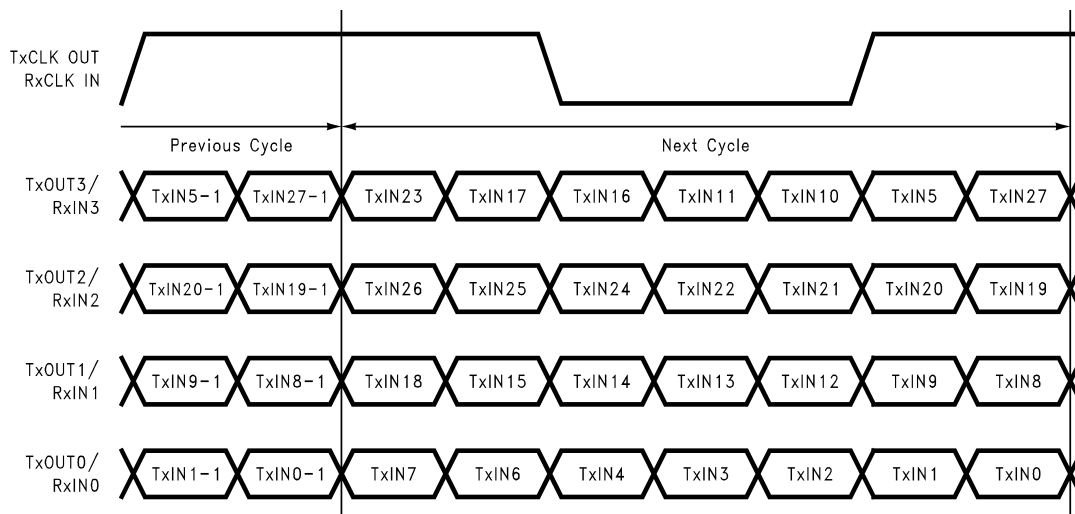 TxCLK OUT
RxCLK IN
Previous Cycle
Next Cycle
TxOUT3/
RxIN3
TxIN5-1 TxIN27-1 TxIN23 TxIN17 TxIN16 TxIN11 TxIN10 TxIN5 TxIN27
TxOUT2/
RxIN2
TxIN20-1 TxIN19-1 TxIN26 TxIN25 TxIN24 TxIN22 TxIN21 TxIN20 TxIN19
TxOUT1/
RxIN1
TxIN9-1 TxIN8-1 TxIN18 TxIN15 TxIN14 TxIN13 TxIN12 TxIN9 TxIN8
TxOUT0/
RxIN0
TxIN1-1 TxIN0-1 TxIN7 TxIN6 TxIN4 TxIN3 TxIN2 TxIN1 TxIN0